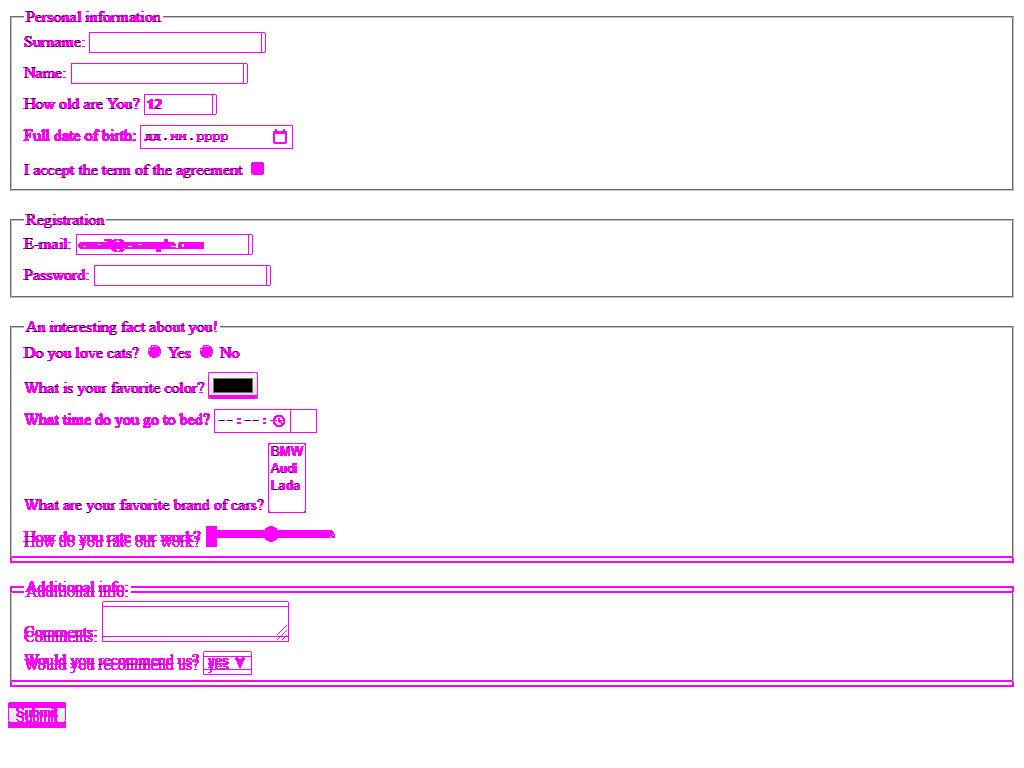 Personal information
Surname:
Name:
How old are You? 12
Full date of birth: дд.мм.рррр
I accept the term of the agreement
Registration
E-mail: email@example.com
Password:
An interesting fact about you!
Do you love cats? Yes No
What is your favorite color?
What time do you go to bed? --:--
BMW
Audi
Lada
What are your favorite brand of cars?
How do you rate our work?
Additional info:
Comments:
Would you recommend us? yes
Submit